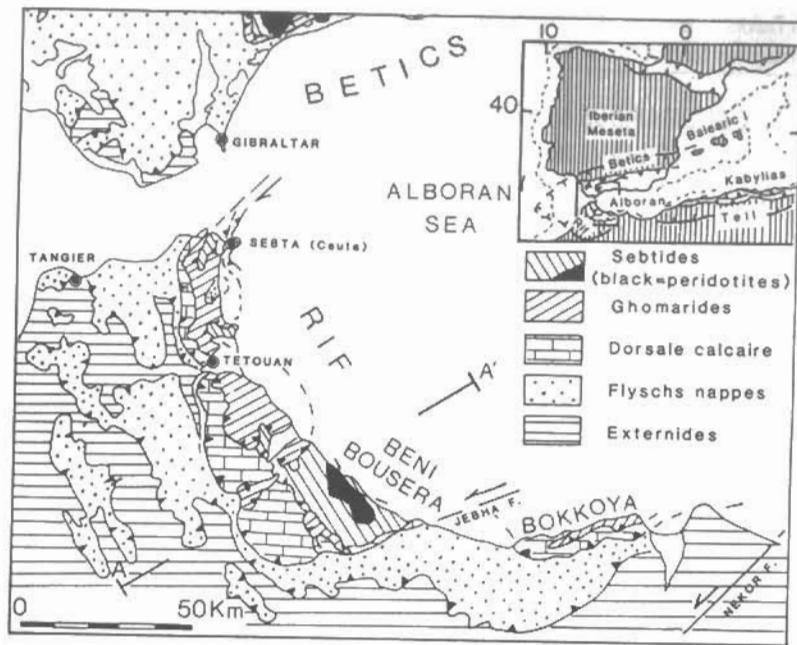 BETICS
GIBRALTAR
ALBORAN
SEA
SEBTA (Ceuta)
TANGIER
RIF
TETOUAN
A'
BENI
BOUSERA
JEBHA F.
BOKKOYA
NEKOR F.
A
0 50Km
10 0
40
Iberian
Meseta
Balearic I
Betics
Kabylias
Alboran
Rif
Tell
Sebtides
(black=peridotites)
Ghomarides
Dorsale calcaire
Flyschs nappes
Externides